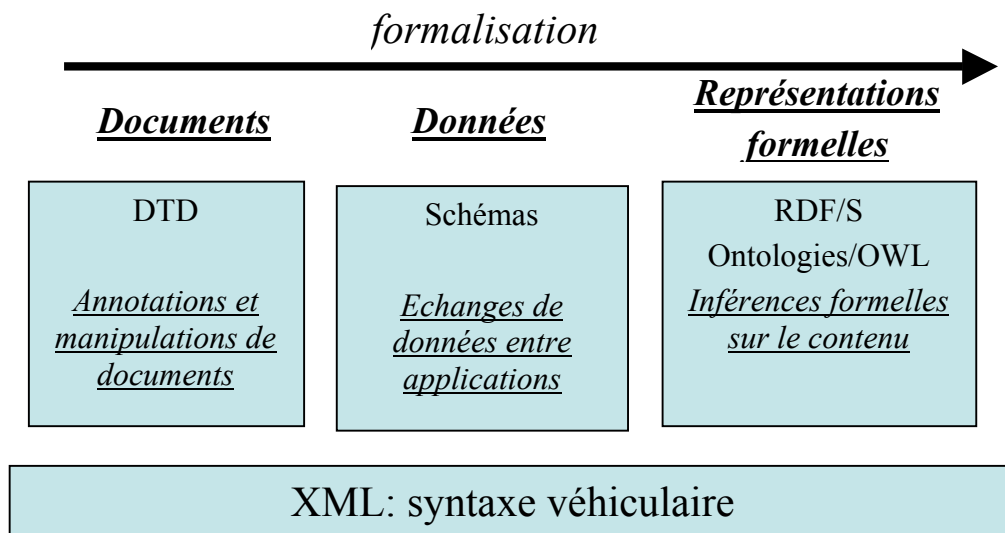 formalisation
Documents
Données
Représentations
formelles
DTD
Annotations et
manipulations de
documents
Schémas
Echanges de
données entre
applications
RDF/S
Ontologies/OWL
Inférences formelles
sur le contenu
XML: syntaxe véhiculaire